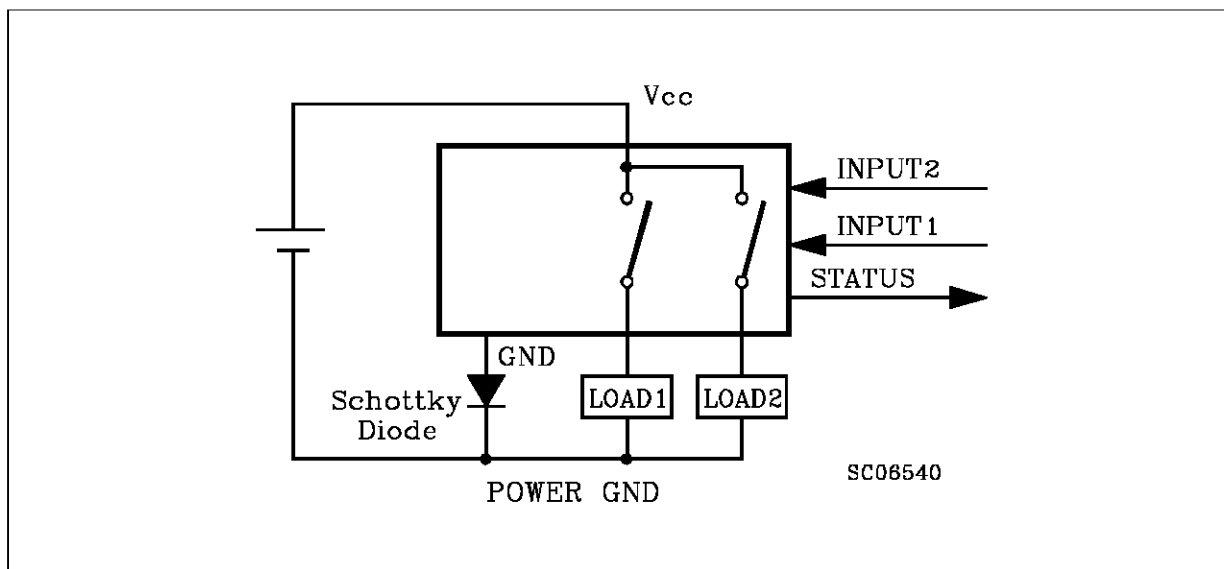 Vcc
INPUT2
INPUT1
STATUS
GND
Schottky
Diode
LOAD1
LOAD2
POWER GND
SC06540